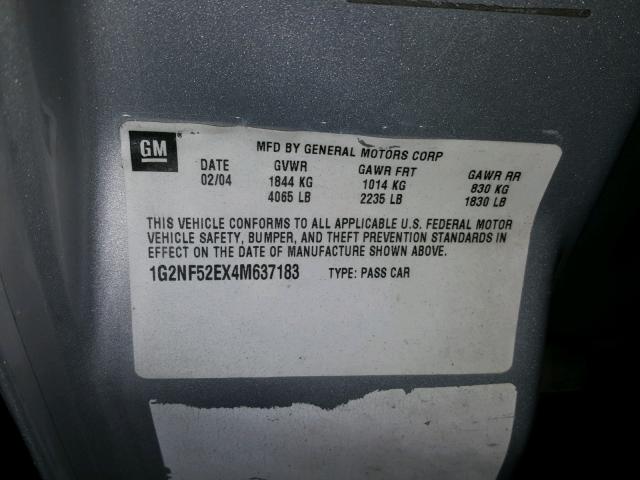 GM
MFD BY GENERAL MOTORS CORP
DATE GVWR GAWR FRT GAWR RR
02/04 1844 KG 1014 KG 830 KG
4065 LB 2235 LB 1830 LB
THIS VEHICLE CONFORMS TO ALL APPLICABLE U.S. FEDERAL MOTOR
VEHICLE SAFETY, BUMPER, AND THEFT PREVENTION STANDARDS IN
EFFECT ON THE DATE OF MANUFACTURE SHOWN ABOVE.
1G2NF52EX4M637183 TYPE: PASS CAR